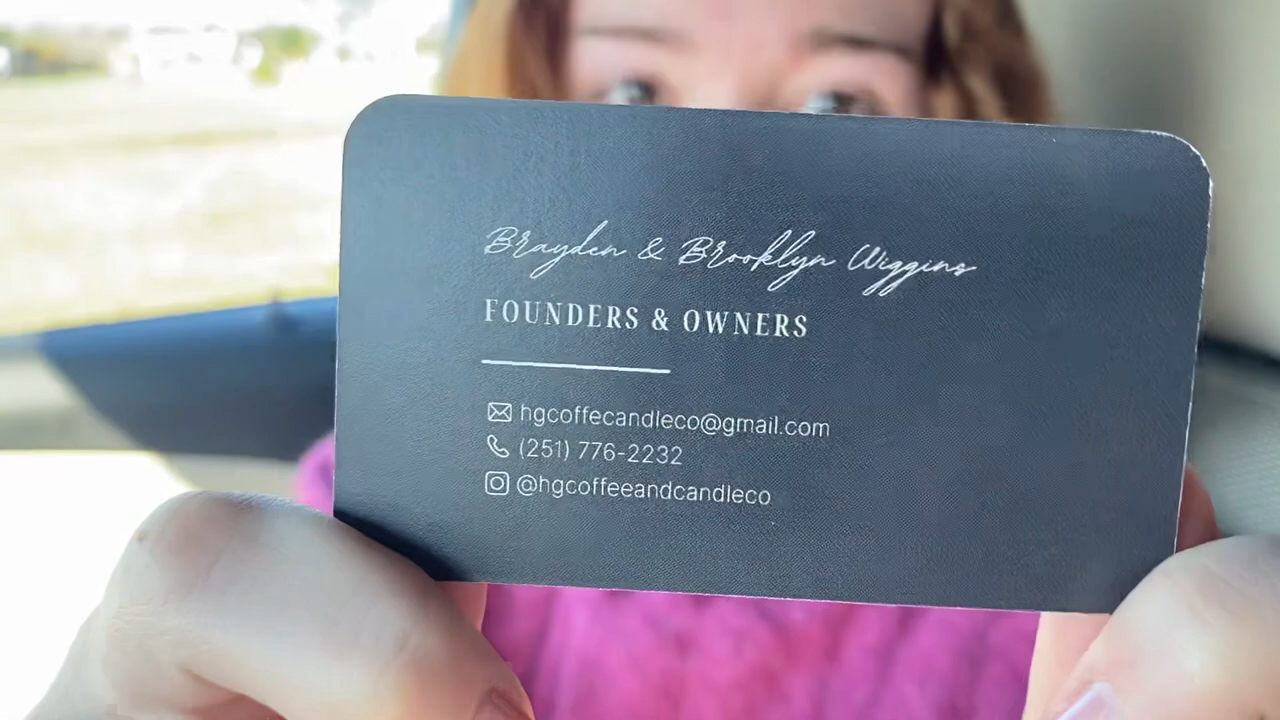 Brayden & Brooklyn Wiggins
FOUNDERS & OWNERS
hgcoffecandleco@gmail.com
(251) 776-2232
@hgcoffeeandcandleco